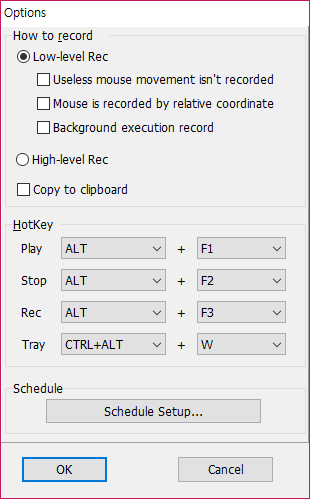 Options
How to record
Low-level Rec
Useless mouse movement isn't recorded
Mouse is recorded by relative coordinate
Background execution record
High-level Rec
Copy to clipboard
HotKey
Play ALT + F1
Stop ALT + F2
Rec ALT + F3
Tray CTRL+ALT + W
Schedule
Schedule Setup...
OK Cancel